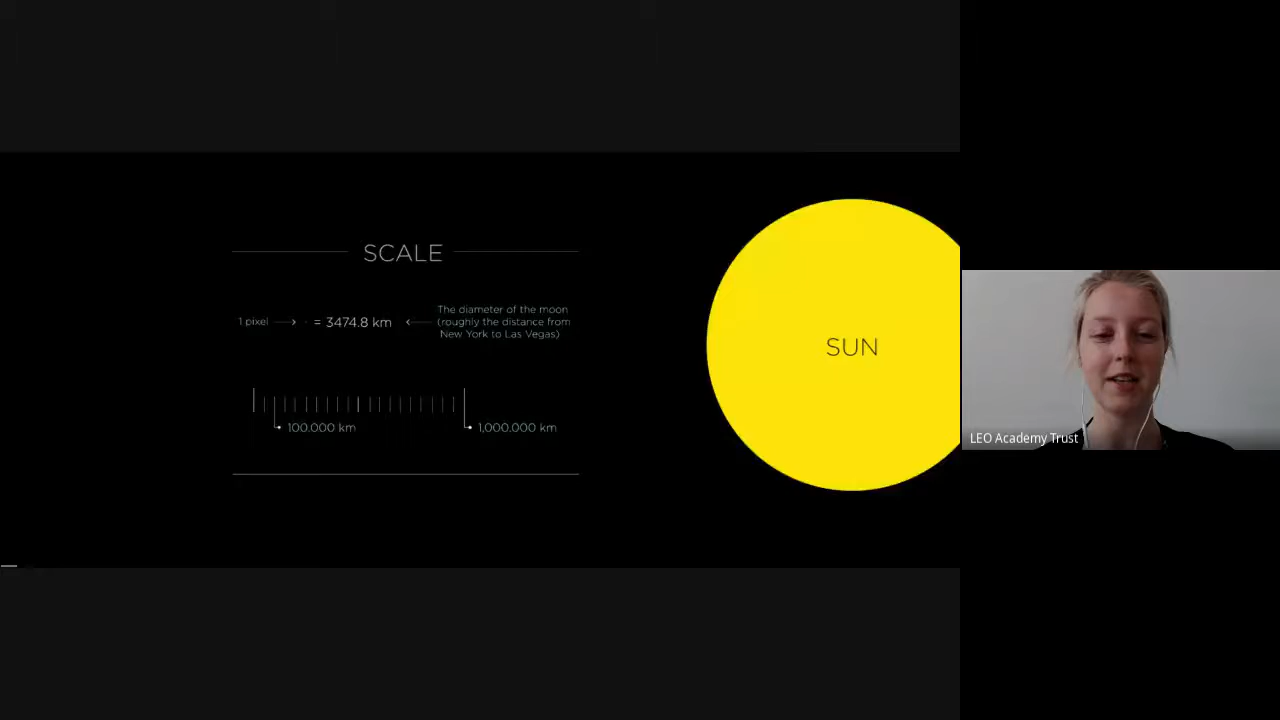 SCALE
1 pixel
= 3474.8 km
The diameter of the moon
(roughly the distance from
New York to Las Vegas)
100.000 km
1,000.000 km
SUN
LEO Academy Trust